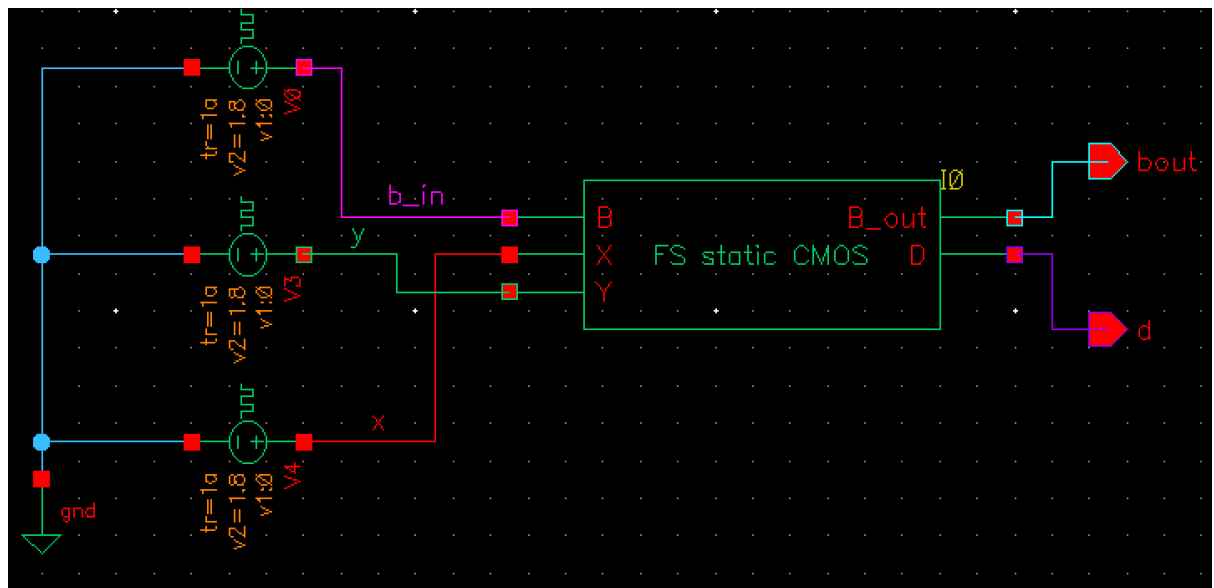 tr=1a
v2=1.8
v1:0
V0
b_in
y
tr=1a
v2=1.8
v1:0
V3
x
tr=1a
v2=1.8
v1:0
V4
gnd
I0
B
X
Y
FS static CMOS
B_out
D
bout
d